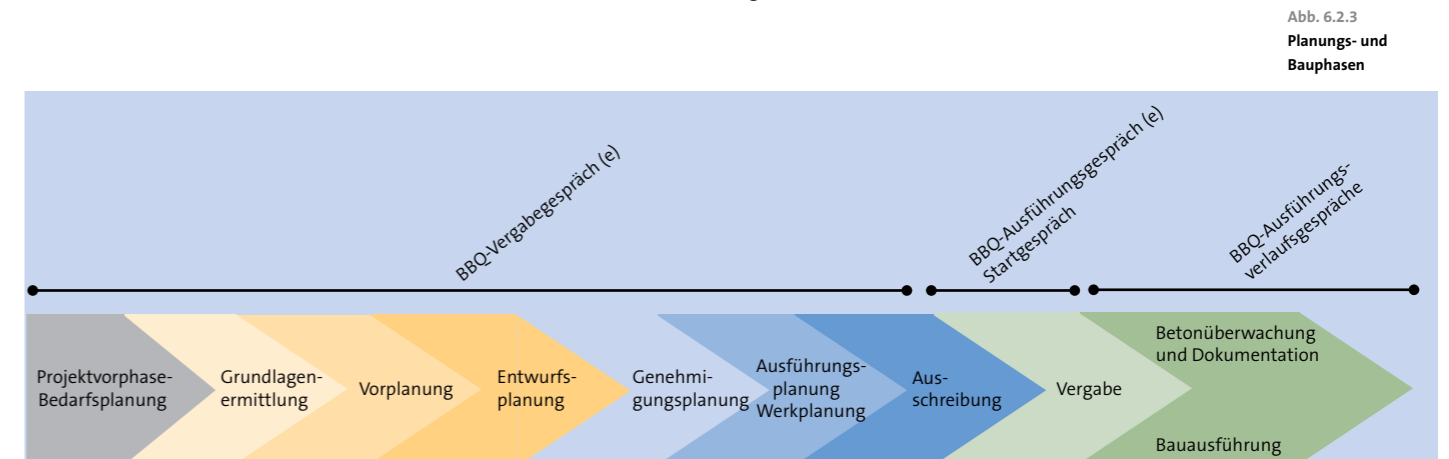 Abb. 6.2.3
Planungs- und
Bauphasen
BBQ-Vergabegespräch (e)
BBQ-Ausführungsgespräch (e)
Startgespräch
BBQ-Ausführungs-
verlaufsgespräche
Projektvorphase-
Bedarfsplanung
Grundlagen-
ermittlung
Vorplanung
Entwurfs-
planung
Genehmi-
gungsplanung
Ausführungs-
planung
Werkplanung
Aus-
schreibung
Vergabe
Betonüberwachung
und Dokumentation
Bauausführung